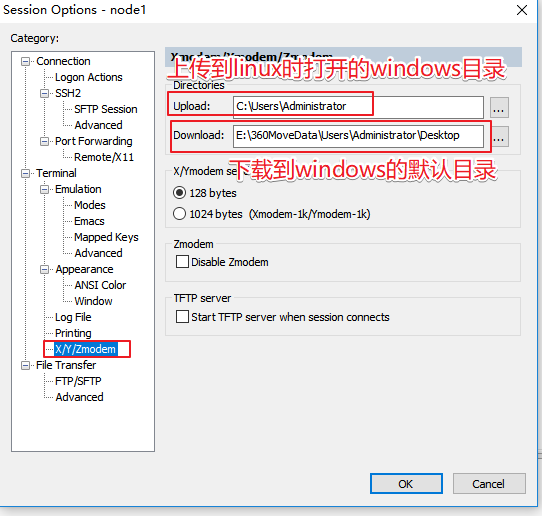 Session Options - node1
Category:
Connection
Logon Actions
SSH2
SFTP Session
Advanced
Port Forwarding
Remote/X11
Terminal
Emulation
Modes
Emacs
Mapped Keys
Advanced
Appearance
ANSI Color
Window
Log File
Printing
X/Y/Zmodem
File Transfer
FTP/SFTP
Advanced
Xmodem/Ymodem/Zmodem
上传到linux时打开的windows目录
Directories
Upload: C:\Users\Administrator ...
Download: E:\360MoveData\Users\Administrator\Desktop ...
下载到windows的默认目录
X/Ymodem
128 bytes
1024 bytes (Xmodem-1k/Ymodem-1k)
Zmodem
Disable Zmodem
TFTP server
Start TFTP server when session connects
OK
Cancel